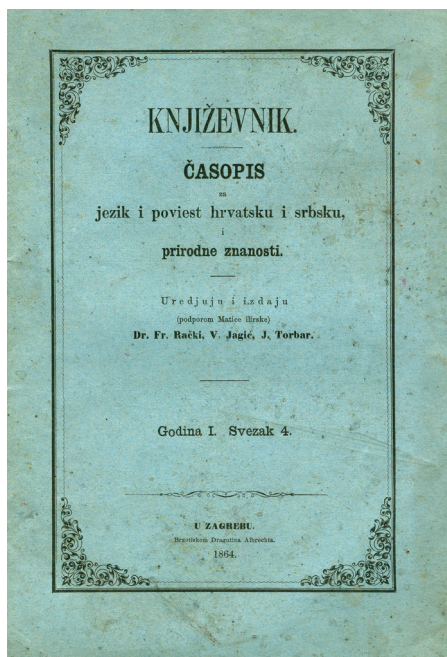 KNJIŽEVNIK.
ČASOPIS
za
jezik i poviest hrvatsku i srbsku,
i
prirodne znanosti.
Uredjuju i izdaju
(podporom Matice ilirske)
Dr. Fr. Rački, V. Jagić, J. Torbar.
Godina I. Svezak 4.
U ZAGREBU.
Brzotiskom Dragutina Albrechta.
1864.